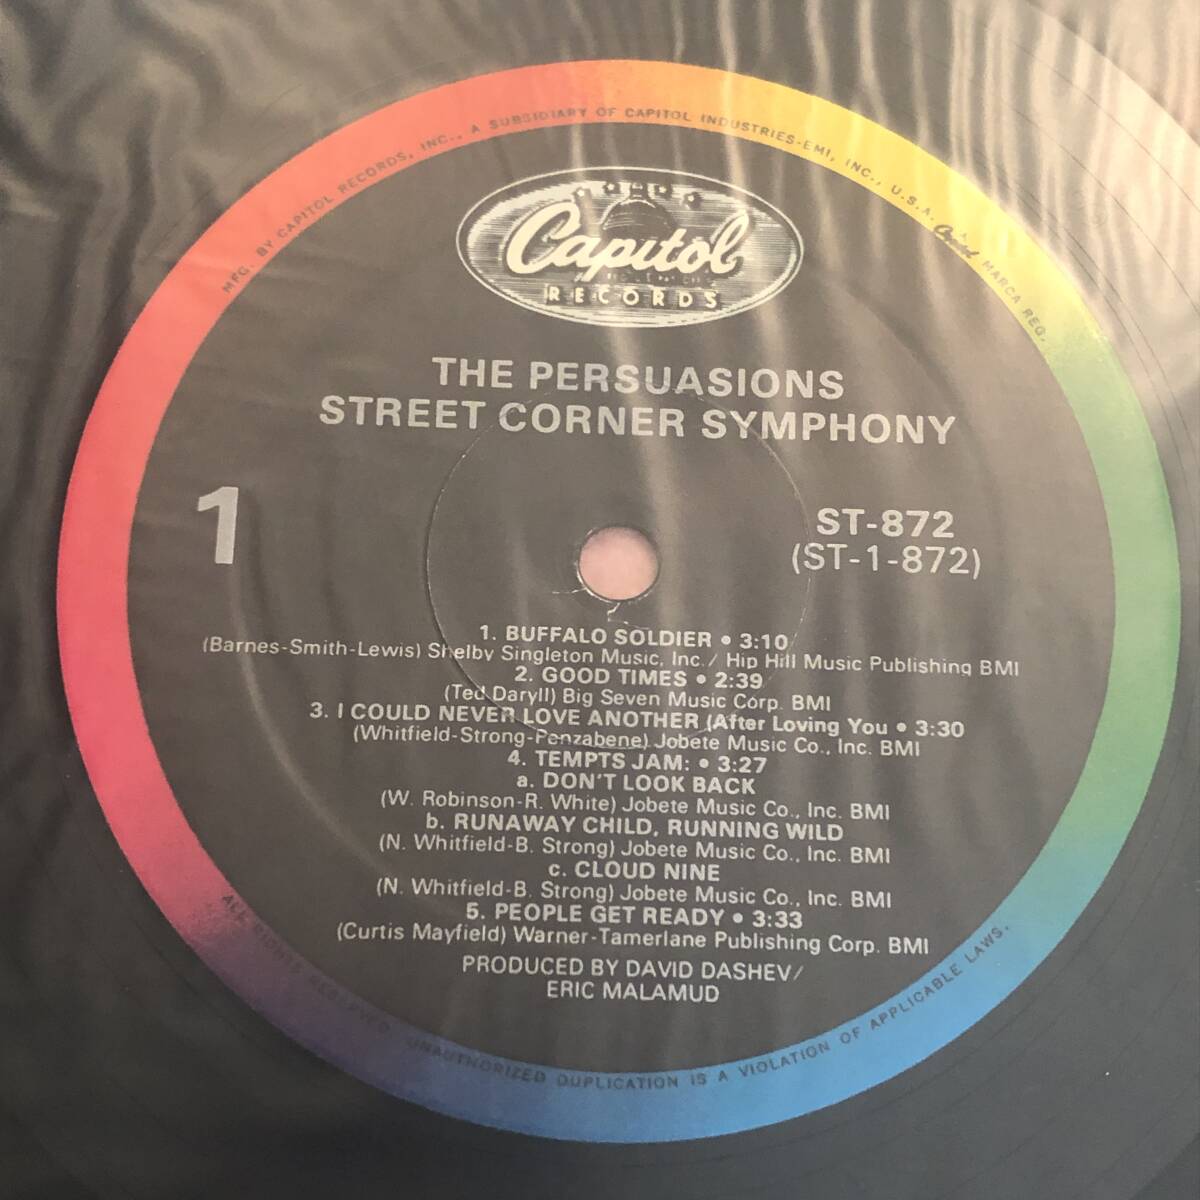 MFG. BY CAPITOL RECORDS, INC., A SUBSIDIARY OF CAPITOL INDUSTRIES-EMI, INC., U.S.A. Capitol MARCA REG.
Capitol
RECORDS
THE PERSUASIONS
STREET CORNER SYMPHONY
1
ST-872
(ST-1-872)
1. BUFFALO SOLDIER • 3:10
(Barnes-Smith-Lewis) Shelby Singleton Music, Inc./ Hip Hill Music Publishing BMI
2. GOOD TIMES • 2:39
(Ted Daryll) Big Seven Music Corp. BMI
3. I COULD NEVER LOVE ANOTHER (After Loving You • 3:30
(Whitfield-Strong-Penzabene) Jobete Music Co., Inc. BMI
4. TEMPTS JAM: • 3:27
a. DON'T LOOK BACK
(W. Robinson-R. White) Jobete Music Co., Inc. BMI
b. RUNAWAY CHILD, RUNNING WILD
(N. Whitfield-B. Strong) Jobete Music Co., Inc. BMI
c. CLOUD NINE
(N. Whitfield-B. Strong) Jobete Music Co., Inc. BMI
5. PEOPLE GET READY • 3:33
(Curtis Mayfield) Warner-Tamerlane Publishing Corp. BMI
PRODUCED BY DAVID DASHEV/
ERIC MALAMUD
ALL RIGHTS RESERVED. UNAUTHORIZED DUPLICATION IS A VIOLATION OF APPLICABLE LAWS.